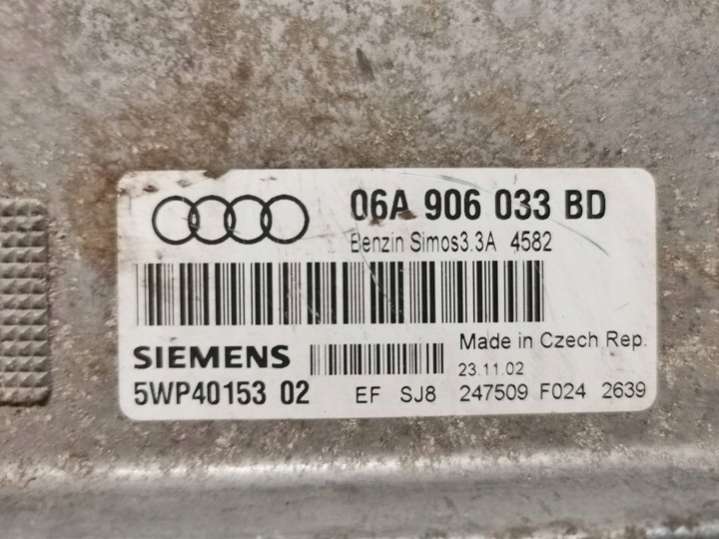 06A 906 033 BD
Benzin Simos3.3A 4582
SIEMENS
Made in Czech Rep.
23.11.02
5WP40153 02
EF SJ8 247509 F024 2639